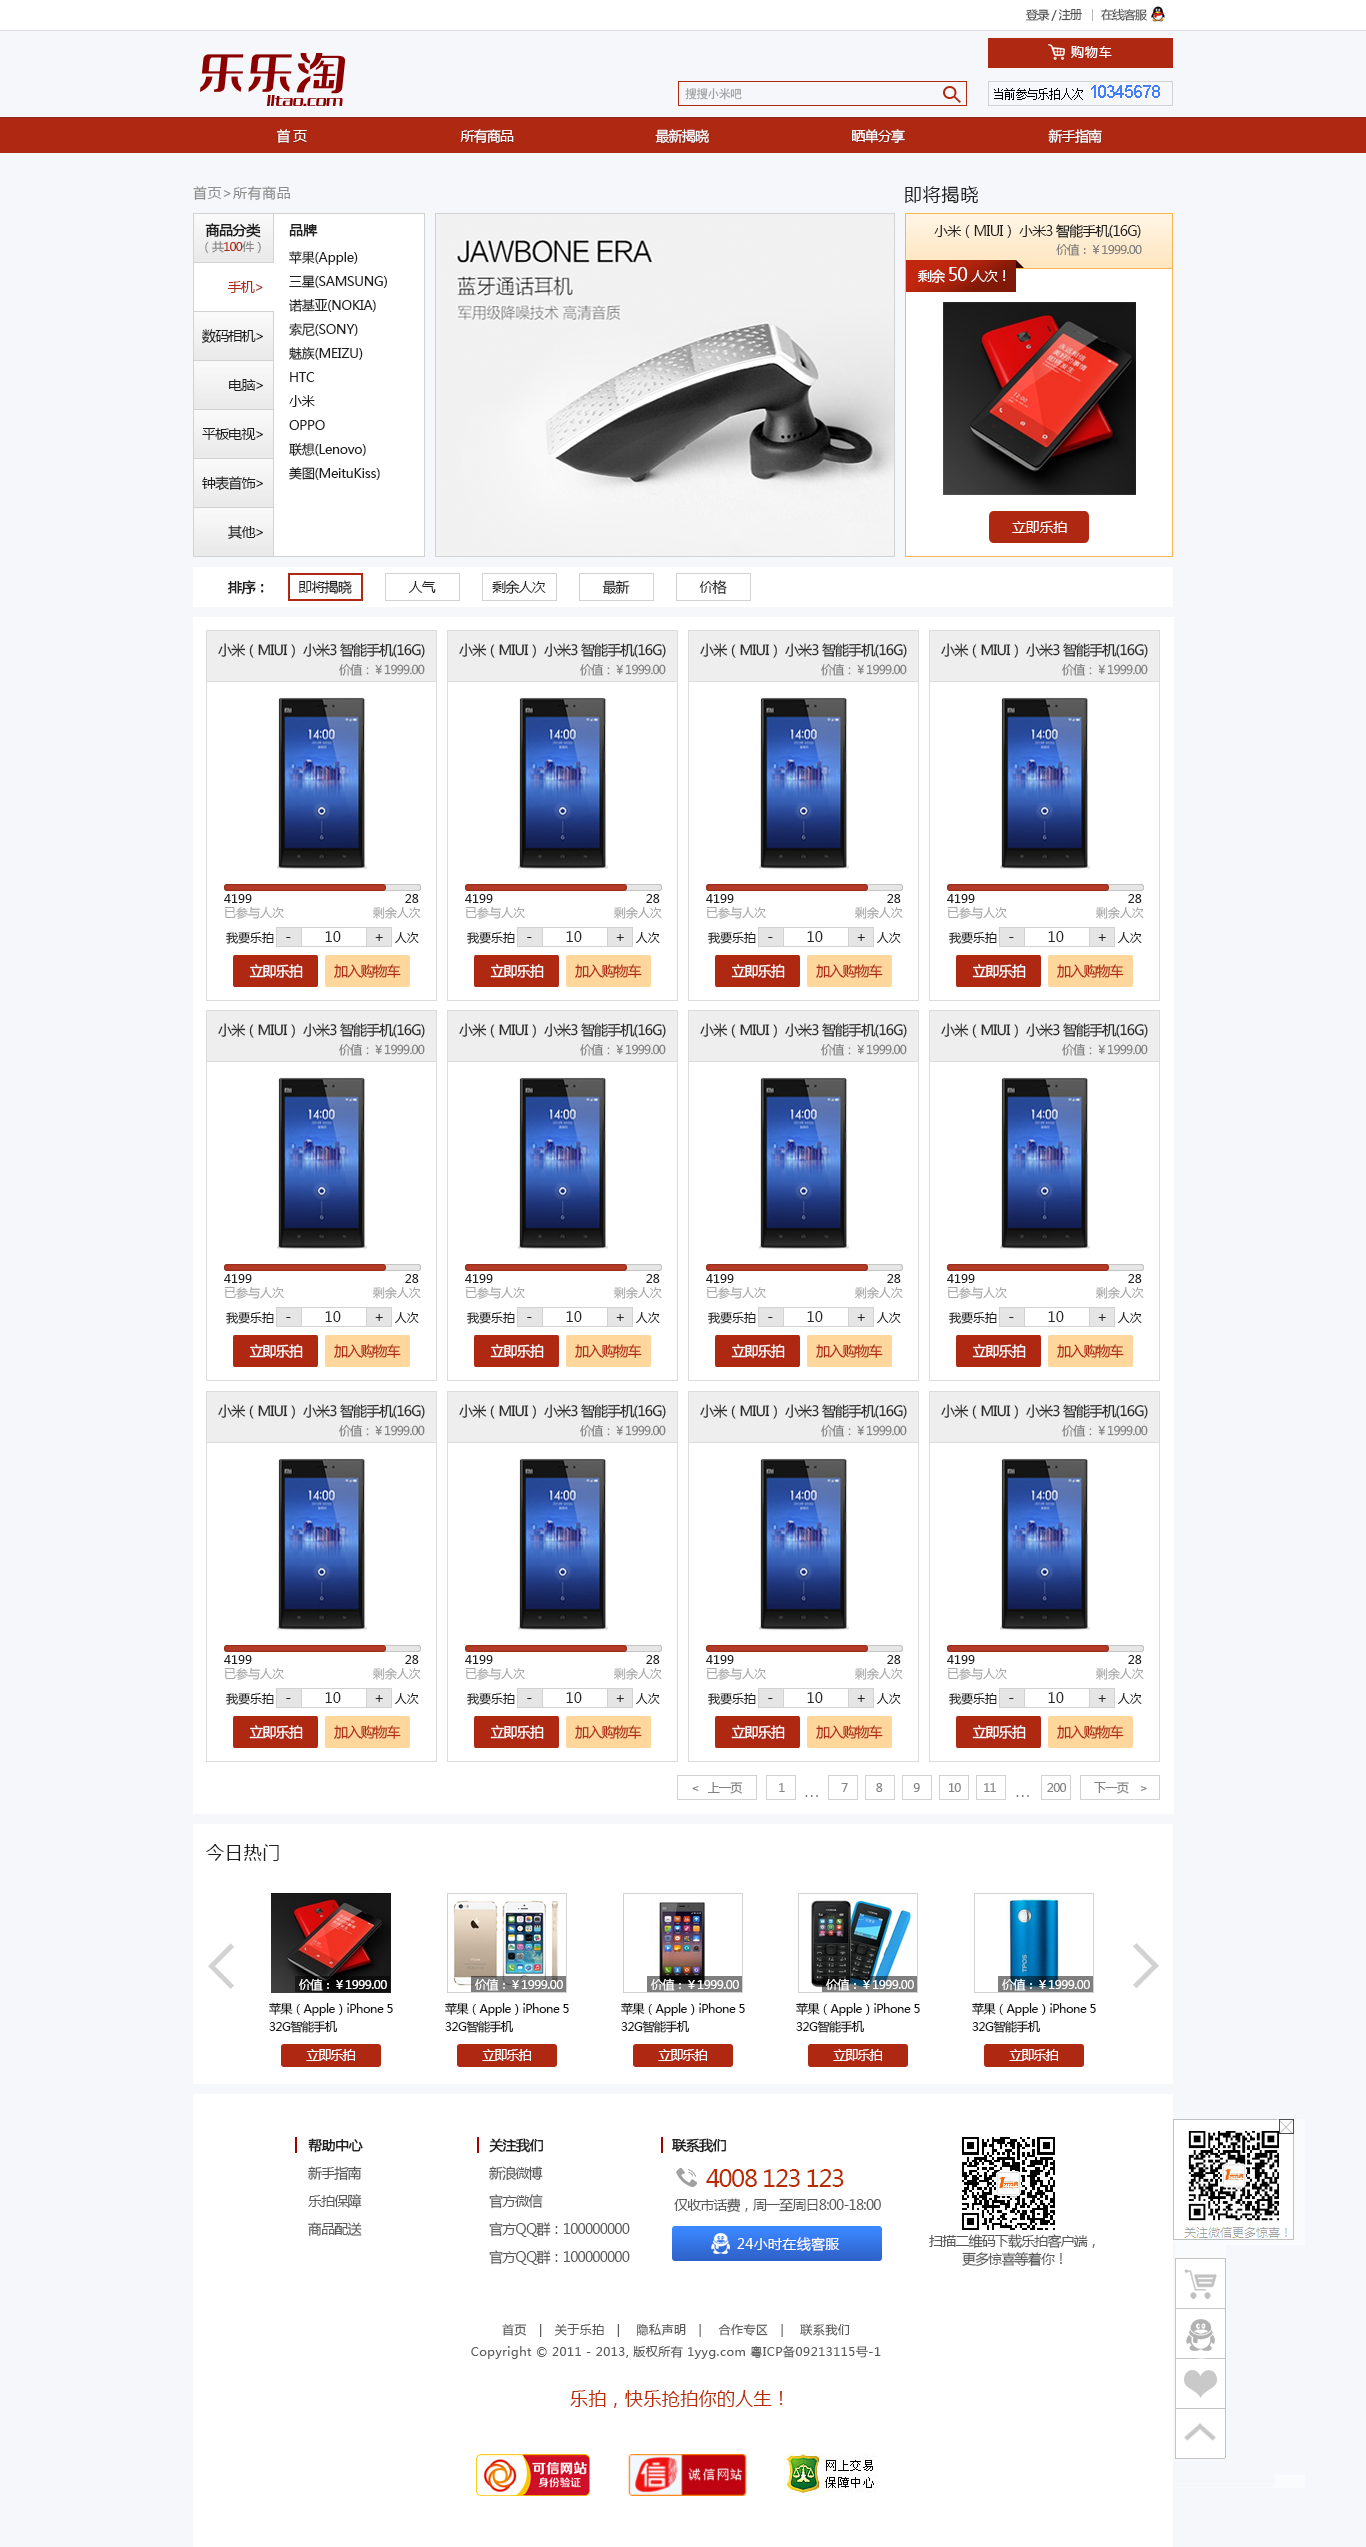 登录 / 注册 | 在线客服
购物车
乐乐淘
lltao.com
搜搜小米吧
当前参与乐拍人次 10345678
首 页 所有商品 最新揭晓 晒单分享 新手指南
首页>所有商品
即将揭晓
商品分类
（共100件）
手机>
数码相机>
电脑>
平板电视>
钟表首饰>
其他>
品牌
苹果(Apple)
三星(SAMSUNG)
诺基亚(NOKIA)
索尼(SONY)
魅族(MEIZU)
HTC
小米
OPPO
联想(Lenovo)
美图(MeituKiss)
JAWBONE ERA
蓝牙通话耳机
军用级降噪技术 高清音质
小米（MIUI） 小米3 智能手机(16G)
价值：￥1999.00
剩余 50 人次！
立即乐拍
排序： 即将揭晓 人气 剩余人次 最新 价格
小米（MIUI） 小米3 智能手机(16G) 小米（MIUI） 小米3 智能手机(16G) 小米（MIUI） 小米3 智能手机(16G) 小米（MIUI） 小米3 智能手机(16G)
价值：￥1999.00 价值：￥1999.00 价值：￥1999.00 价值：￥1999.00
14:00 14:00 14:00 14:00
4199 28 4199 28 4199 28 4199 28
已参与人次 剩余人次 已参与人次 剩余人次 已参与人次 剩余人次 已参与人次 剩余人次
我要乐拍 - 10 + 人次 我要乐拍 - 10 + 人次 我要乐拍 - 10 + 人次 我要乐拍 - 10 + 人次
立即乐拍 加入购物车 立即乐拍 加入购物车 立即乐拍 加入购物车 立即乐拍 加入购物车
小米（MIUI） 小米3 智能手机(16G) 小米（MIUI） 小米3 智能手机(16G) 小米（MIUI） 小米3 智能手机(16G) 小米（MIUI） 小米3 智能手机(16G)
价值：￥1999.00 价值：￥1999.00 价值：￥1999.00 价值：￥1999.00
14:00 14:00 14:00 14:00
4199 28 4199 28 4199 28 4199 28
已参与人次 剩余人次 已参与人次 剩余人次 已参与人次 剩余人次 已参与人次 剩余人次
我要乐拍 - 10 + 人次 我要乐拍 - 10 + 人次 我要乐拍 - 10 + 人次 我要乐拍 - 10 + 人次
立即乐拍 加入购物车 立即乐拍 加入购物车 立即乐拍 加入购物车 立即乐拍 加入购物车
小米（MIUI） 小米3 智能手机(16G) 小米（MIUI） 小米3 智能手机(16G) 小米（MIUI） 小米3 智能手机(16G) 小米（MIUI） 小米3 智能手机(16G)
价值：￥1999.00 价值：￥1999.00 价值：￥1999.00 价值：￥1999.00
14:00 14:00 14:00 14:00
4199 28 4199 28 4199 28 4199 28
已参与人次 剩余人次 已参与人次 剩余人次 已参与人次 剩余人次 已参与人次 剩余人次
我要乐拍 - 10 + 人次 我要乐拍 - 10 + 人次 我要乐拍 - 10 + 人次 我要乐拍 - 10 + 人次
立即乐拍 加入购物车 立即乐拍 加入购物车 立即乐拍 加入购物车 立即乐拍 加入购物车
< 上一页 1 ... 7 8 9 10 11 ... 200 下一页 >
今日热门
TPOS
价值：￥1999.00 价值：￥1999.00 价值：￥1999.00 价值：￥1999.00 价值：￥1999.00
苹果（Apple）iPhone 5 苹果（Apple）iPhone 5 苹果（Apple）iPhone 5 苹果（Apple）iPhone 5 苹果（Apple）iPhone 5
32G智能手机 32G智能手机 32G智能手机 32G智能手机 32G智能手机
立即乐拍 立即乐拍 立即乐拍 立即乐拍 立即乐拍
帮助中心
新手指南
乐拍保障
商品配送
关注我们
新浪微博
官方微信
官方QQ群：100000000
官方QQ群：100000000
联系我们
4008 123 123
仅收市话费，周一至周日8:00-18:00
24小时在线客服
扫描二维码下载乐拍客户端，
更多惊喜等着你！
关注微信更多惊喜！
首页 | 关于乐拍 | 隐私声明 | 合作专区 | 联系我们
Copyright © 2011 - 2013, 版权所有 1yyg.com 粤ICP备09213115号-1
乐拍，快乐抢拍你的人生！
可信网站
身份验证
信
诚信网站
网上交易
保障中心